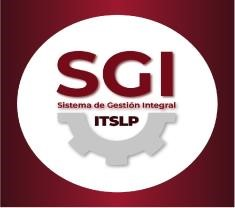 SGI
Sistema de Gestión Integral
ITSLP